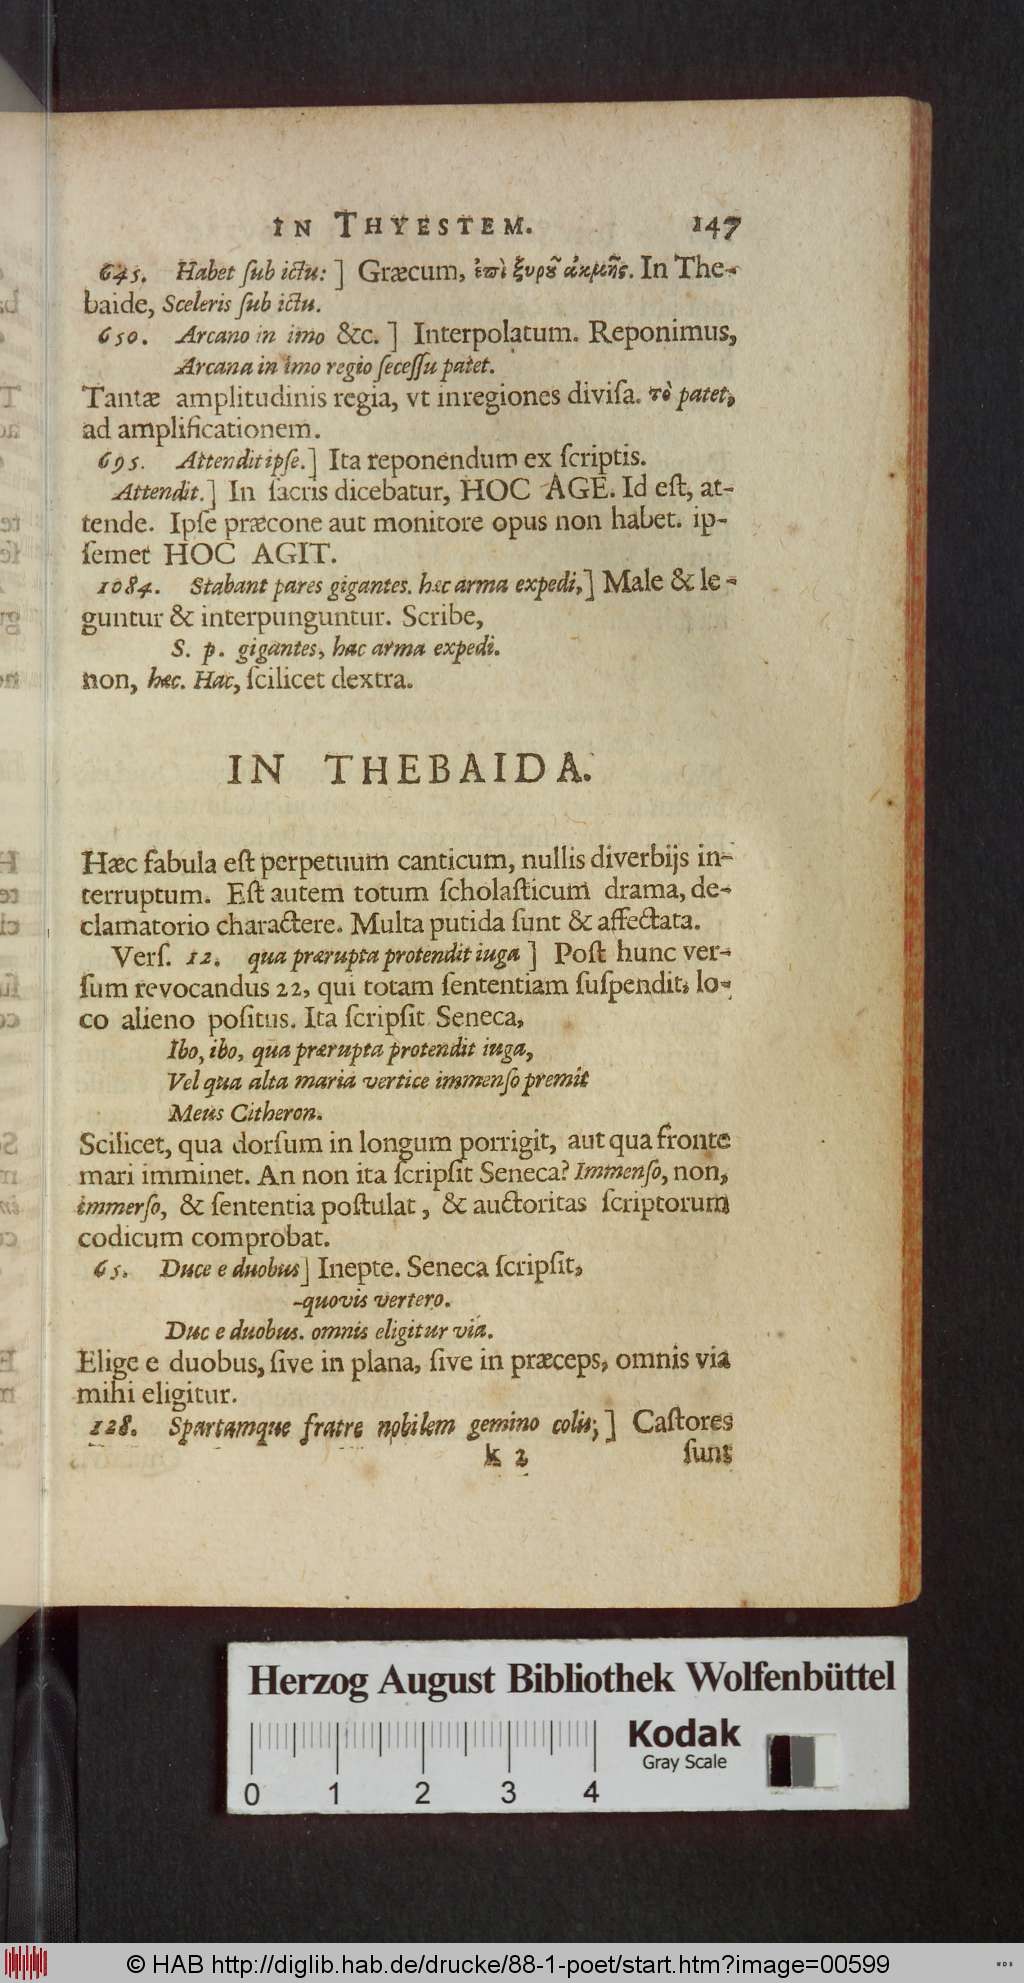 IN THYESTEM. 147
645. Habet ſub ictu: ] Græcum, ἐπὶ ξυροῦ ἀκμῆς. In The-
baide, Sceleris ſub ictu.
650. Arcano in imo &c. ] Interpolatum. Reponimus,
Arcana in imo regio ſeceſſu patet.
Tantæ amplitudinis regia, vt inregiones diviſa. τὸ patet,
ad amplificationem.
695. Attendit ipſe. ] Ita reponendum ex ſcriptis.
Attendit. ] In ſacris dicebatur, HOC AGE. Id eſt, at-
tende. Ipſe præcone aut monitore opus non habet. ip-
ſemet HOC AGIT.
1084. Stabant pares gigantes. hæc arma expedi, ] Male & le-
guntur & interpunguntur. Scribe,
S. p. gigantes, hac arma expedi.
non, hæc. Hac, ſcilicet dextra.
IN THEBAIDA.
Hæc fabula eſt perpetuum canticum, nullis diverbijs in-
terruptum. Eſt autem totum ſcholaſticum drama, de-
clamatorio charactere. Multa putida ſunt & affectata.
Verſ. 12. qua prærupta protendit iuga ] Poſt hunc ver-
ſum revocandus 22, qui totam ſententiam ſuſpendit, lo-
co alieno poſitus. Ita ſcripſit Seneca,
Ibo, ibo, qua prærupta protendit iuga,
Vel qua alta maria vertice immenſo premit
Meus Citheron.
Scilicet, qua dorſum in longum porrigit, aut qua fronte
mari imminet. An non ita ſcripſit Seneca? Immenſo, non,
immerſo, & ſententia poſtulat, & auctoritas ſcriptorum
codicum comprobat.
65. Duce e duobus ] Inepte. Seneca ſcripſit,
-quovis vertero.
Duc e duobus. omnis eligitur via.
Elige e duobus, ſive in plana, ſive in præceps, omnis via
mihi eligitur.
128. Spartamque fratre nobilem gemino colis; ] Caſtores
k 2 ſunt
Herzog August Bibliothek Wolfenbüttel
Kodak
Gray Scale
0 1 2 3 4
© HAB http://diglib.hab.de/drucke/88-1-poet/start.htm?image=00599